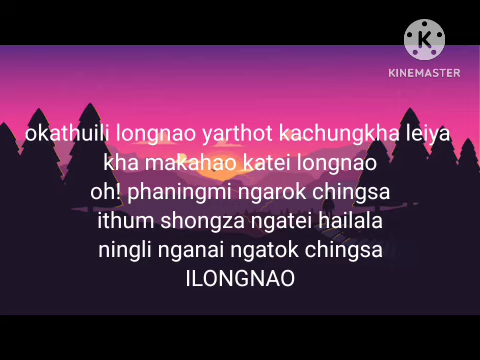 KINEMASTER
okathuili longnao yarthot kachungkha leiya
kha makahao katei longnao
oh! phaningmi ngarok chingsa
ithum shongza ngatei hailala
ningli nganai ngatok chingsa
ILONGNAO